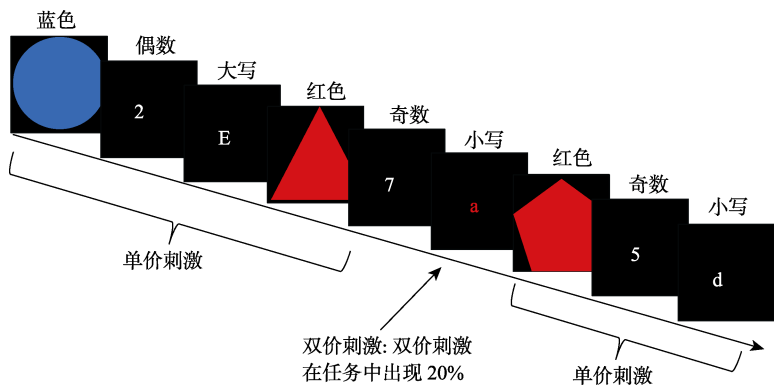 蓝色
偶数
2
大写
E
红色
奇数
7
小写
a
红色
奇数
5
小写
d
单价刺激
双价刺激: 双价刺激
在任务中出现 20%
单价刺激